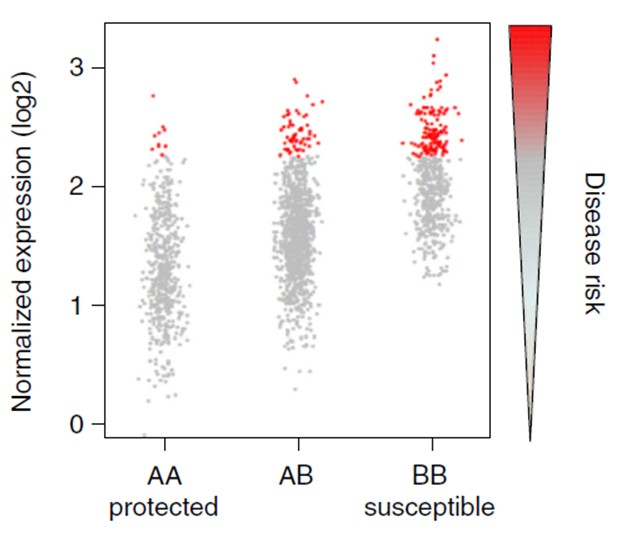 Normalized expression (log2)
3
2
1
0
AA
protected
AB
BB
susceptible
Disease risk